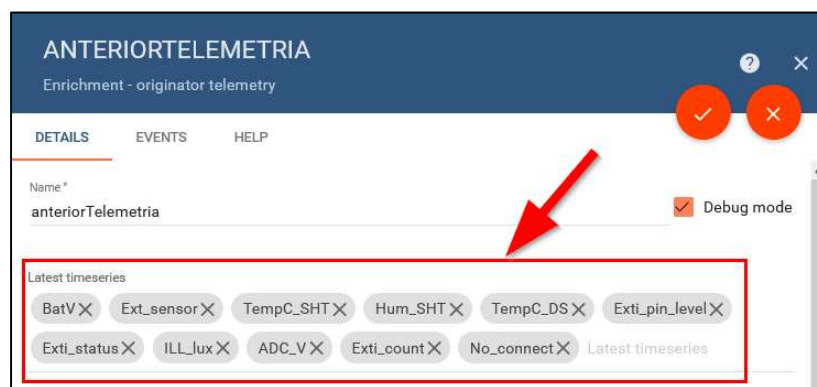 ANTERIORTELEMETRIA
Enrichment - originator telemetry
DETAILS EVENTS HELP
Name *
anteriorTelemetria
Debug mode
Latest timeseries
BatV Ext_sensor TempC_SHT Hum_SHT TempC_DS Exti_pin_level
Exti_status ILL_lux ADC_V Exti_count No_connect Latest timeseries